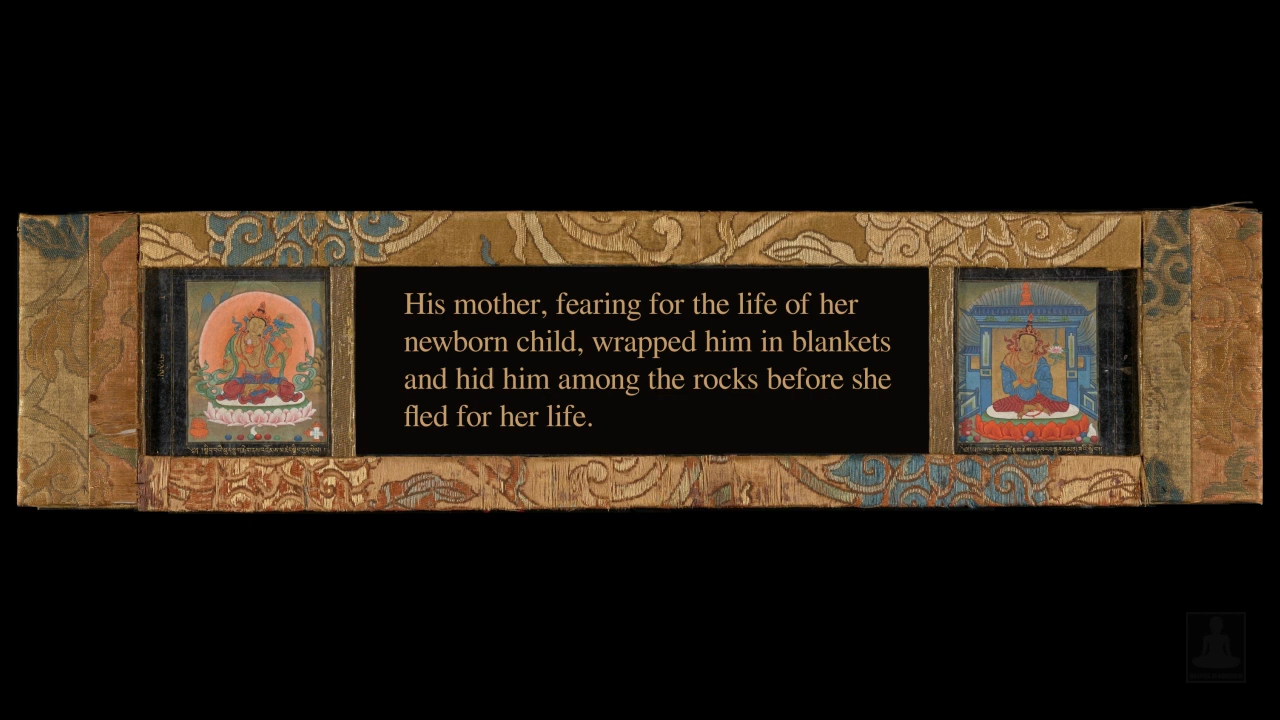 His mother, fearing for the life of her
newborn child, wrapped him in blankets
and hid him among the rocks before she
fled for her life.